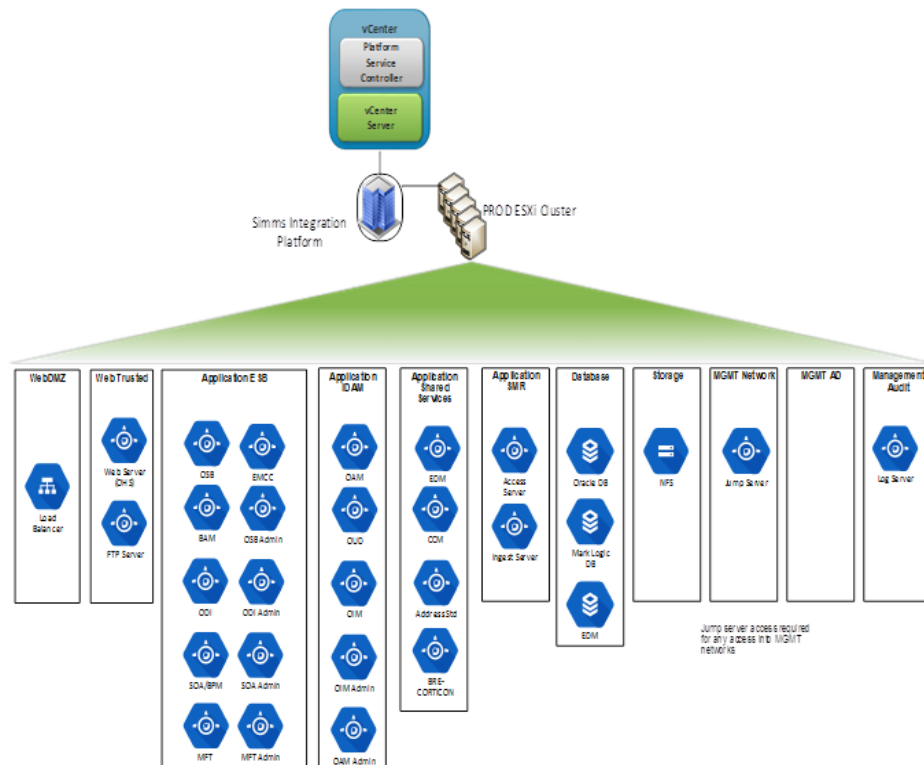 vCenter
Platform
Service
Controller
vCenter
Server
Simms Integration
Platform
PROD ESXi Cluster
WebDMZ
Load
Balancer
Web Trusted
Web Server
(OHS)
FTP Server
Application ESB
OSB
EMCC
BAM
OSB Admin
ODI
ODI Admin
SOA/BPM
SOA Admin
MFT
MFT Admin
Application
IDAM
OAM
OUD
OIM
OIM Admin
OAM Admin
Application
Shared
Services
EDM
CCM
Address Std
BRE-
CORTICON
Application
SMR
Access
Server
Ingest Server
Database
Oracle DB
Mark Logic
DB
EDM
Storage
NFS
MGMT Network
Jump Server
MGMT AD
Management
Audit
Log Server
Jump server access required
for any access into MGMT
networks